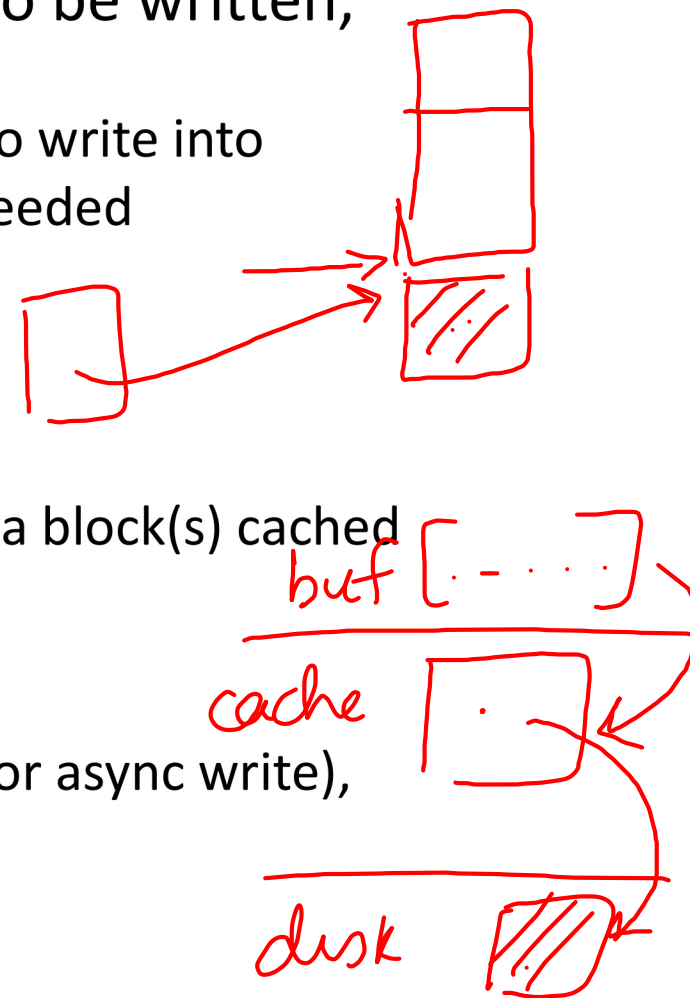 o be written,
o write into
eeded
a block(s) cached
buf [. - . . . .]
cache
or async write),
disk